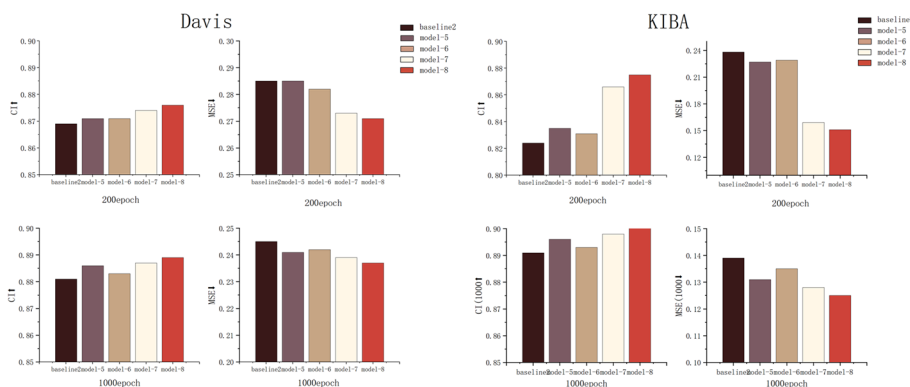 Davis
KIBA
baseline2
model-5
model-6
model-7
model-8
baseline
model-5
model-6
model-7
model-8
CI⬆
0.90
0.89
0.88
0.87
0.86
0.85
baseline2 model-5 model-6 model-7 model-8
200epoch
MSE⬇
0.30
0.29
0.28
0.27
0.26
0.25
baseline2 model-5 model-6 model-7 model-8
200epoch
CI⬆
0.90
0.88
0.86
0.84
0.82
0.80
baseline2 model-5 model-6 model-7 model-8
200epoch
MSE⬇
0.24
0.21
0.18
0.15
0.12
baseline2 model-5 model-6 model-7 model-8
200epoch
CI⬆
0.90
0.89
0.88
0.87
0.86
0.85
baseline2 model-5 model-6 model-7 model-8
1000epoch
MSE⬇
0.25
0.24
0.23
0.22
0.21
0.20
baseline2 model-5 model-6 model-7 model-8
1000epoch
CI(1000⬆
0.90
0.89
0.88
0.87
0.86
0.85
baseline2 model-5 model-6 model-7 model-8
1000epoch
MSE(1000⬇
0.15
0.14
0.13
0.12
0.11
0.10
baseline2 model-5 model-6 model-7 model-8
1000epoch